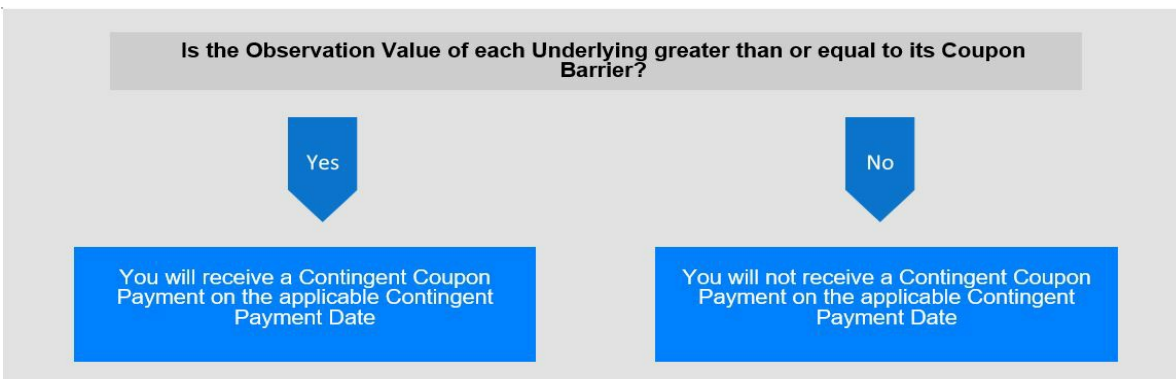 Is the Observation Value of each Underlying greater than or equal to its Coupon
Barrier?
Yes
No
You will receive a Contingent Coupon
Payment on the applicable Contingent
Payment Date
You will not receive a Contingent Coupon
Payment on the applicable Contingent
Payment Date